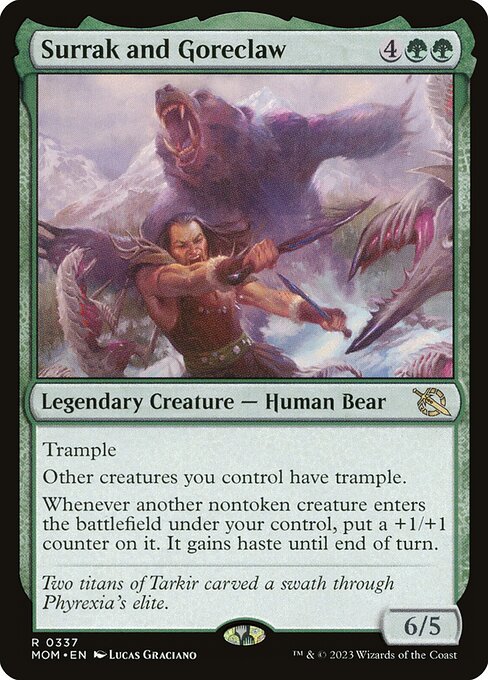 Surrak and Goreclaw 4
Legendary Creature — Human Bear
Trample
Other creatures you control have trample.
Whenever another nontoken creature enters
the battlefield under your control, put a +1/+1
counter on it. It gains haste until end of turn.
Two titans of Tarkir carved a swath through
Phyrexia's elite.
6/5
R 0337
MOM • EN Lucas Graciano
™ & © 2023 Wizards of the Coast